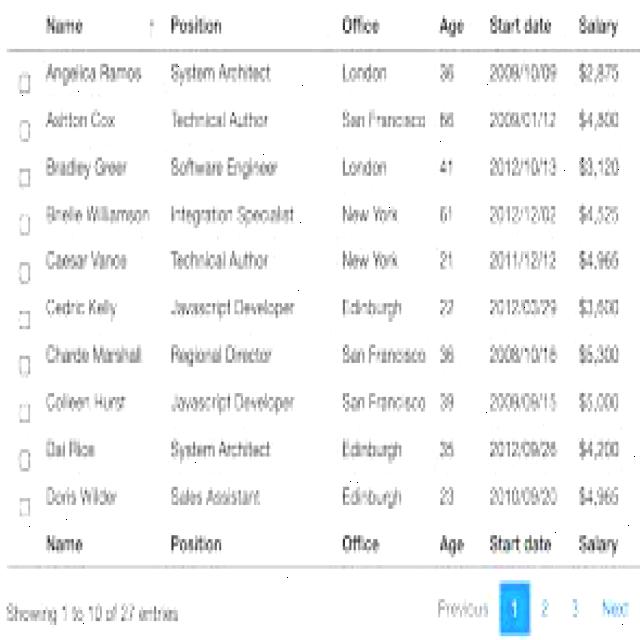 Name Position Office Age Start date Salary
Angelica Ramos System Architect London 36 2009/10/09 $2,875
Ashton Cox Technical Author San Francisco 66 2009/01/12 $4,800
Bradley Greer Software Engineer London 41 2012/10/13 $3,120
Brielle Williamson Integration Specialist New York 61 2012/12/02 $4,525
Caesar Vance Technical Author New York 21 2011/12/12 $4,965
Cedric Kelly Javascript Developer Edinburgh 22 2012/03/29 $3,600
Charde Marshall Regional Director San Francisco 36 2008/10/16 $5,300
Colleen Hurst Javascript Developer San Francisco 39 2009/09/15 $5,000
Dai Rios System Architect Edinburgh 35 2012/09/26 $4,200
Doris Wilder Sales Assistant Edinburgh 23 2010/09/20 $4,965
Name Position Office Age Start date Salary
Showing 1 to 10 of 27 entries Previous 1 2 3 Next